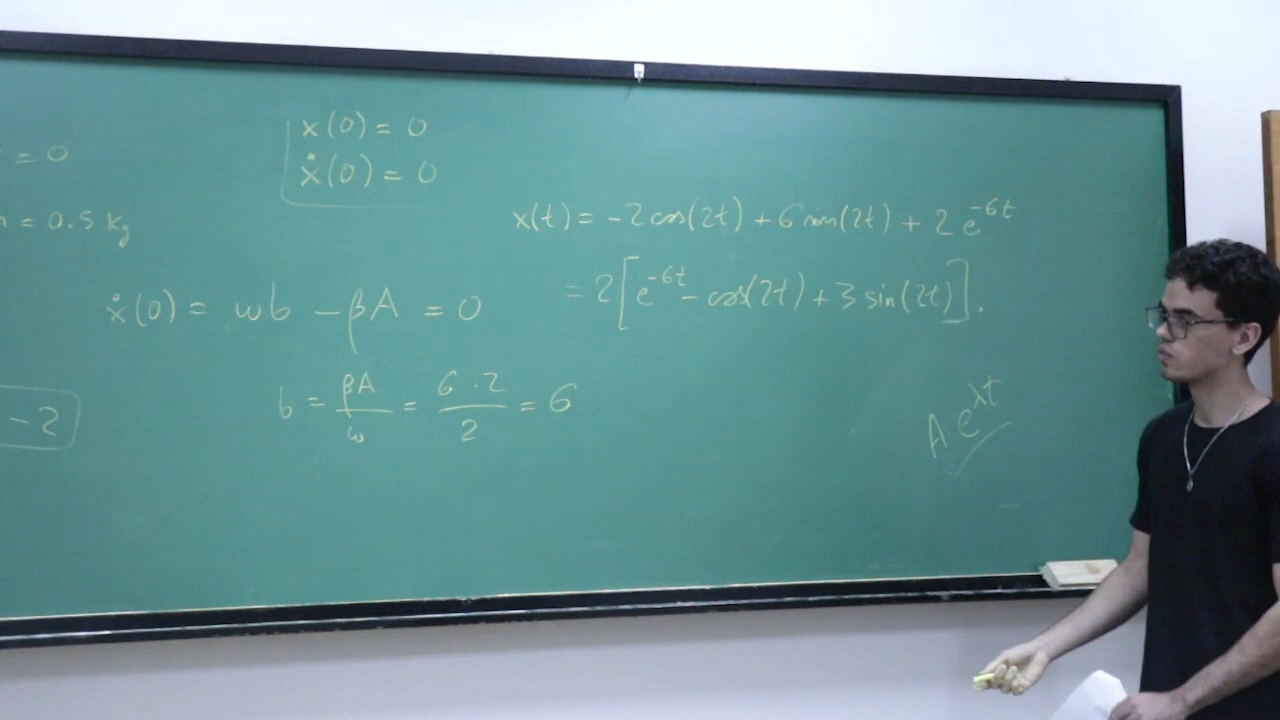 = 0
= 0.5 Kg
-2
x(0) = 0
ẋ(0) = 0
ẋ(0) = ωb - βA = 0
b = βA/ω = 6 · 2/2 = 6
x(t) = -2 cos(2t) + 6 sin(2t) + 2 e^-6t
= 2[e^-6t - cos(2t) + 3 sin(2t)].
A e^λt